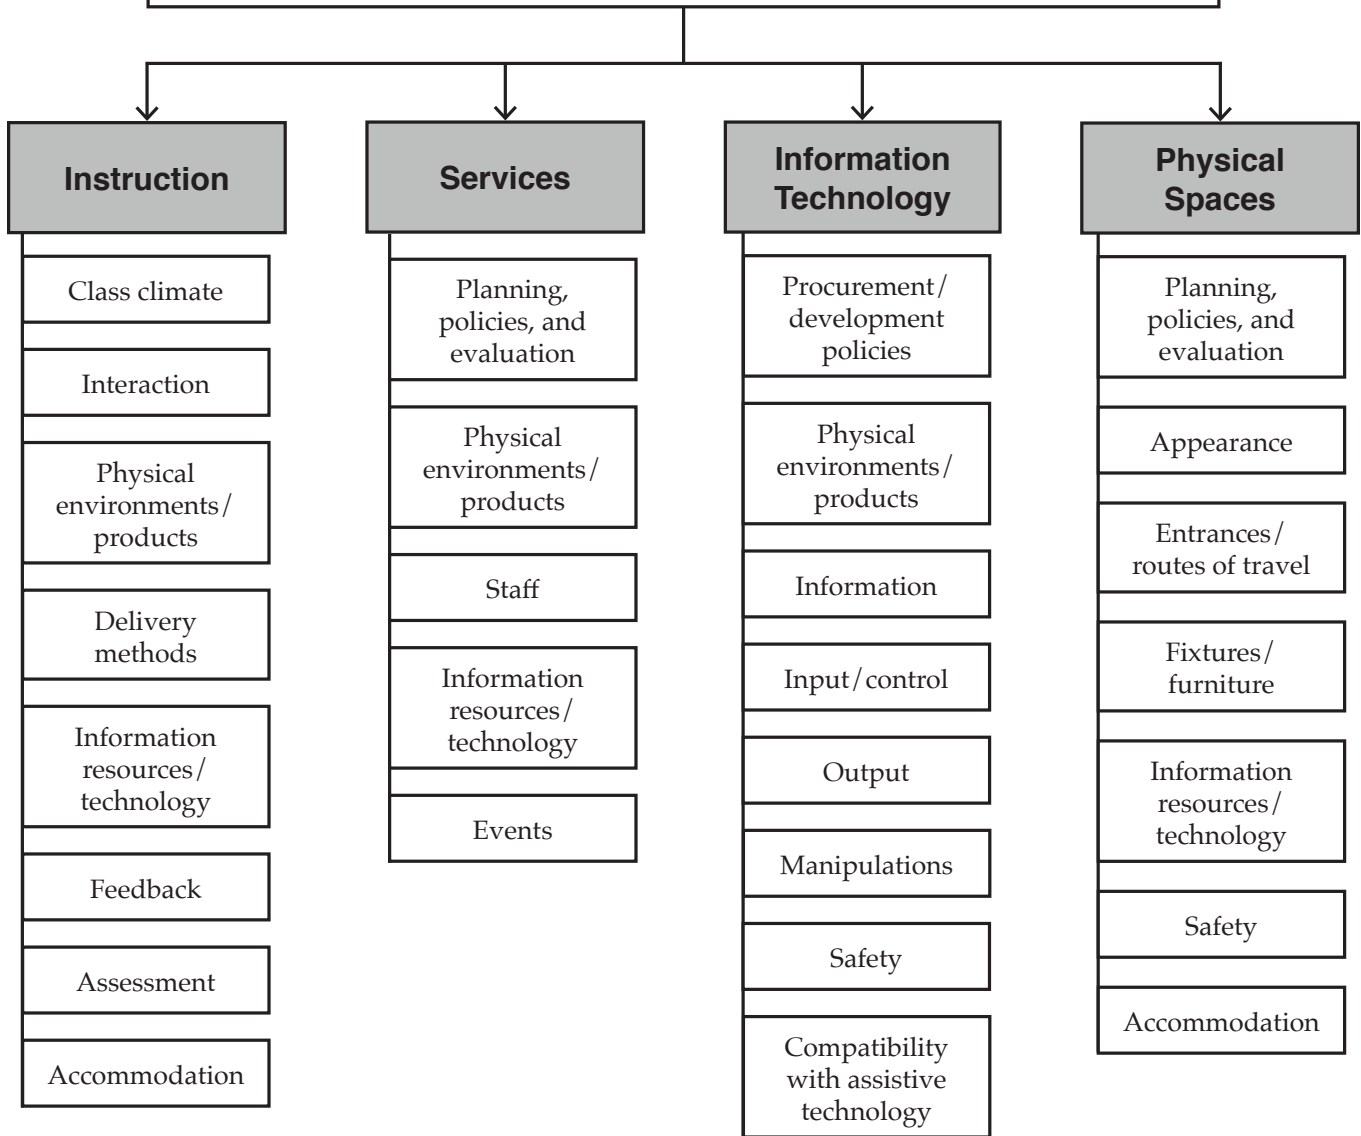 Instruction
Class climate
Interaction
Physical
environments/
products
Delivery
methods
Information
resources/
technology
Feedback
Assessment
Accommodation
Services
Planning,
policies, and
evaluation
Physical
environments/
products
Staff
Information
resources/
technology
Events
Information
Technology
Procurement/
development
policies
Physical
environments/
products
Information
Input/control
Output
Manipulations
Safety
Compatibility
with assistive
technology
Physical
Spaces
Planning,
policies, and
evaluation
Appearance
Entrances/
routes of travel
Fixtures/
furniture
Information
resources/
technology
Safety
Accommodation